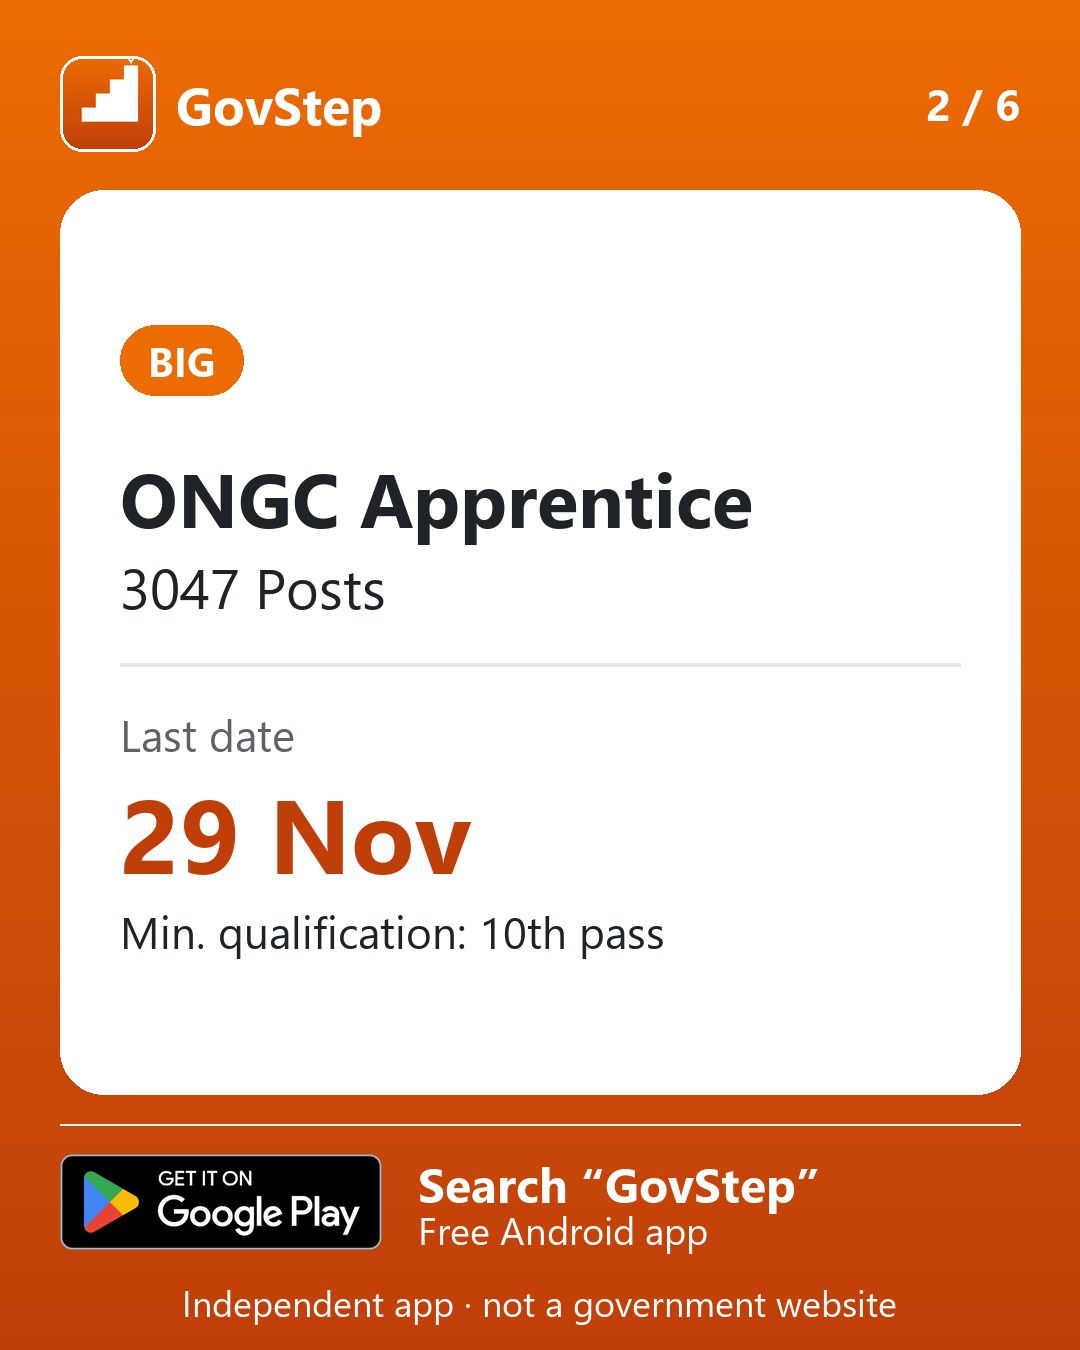 GovStep
2 / 6
BIG
ONGC Apprentice
3047 Posts
Last date
29 Nov
Min. qualification: 10th pass
GET IT ON
Google Play
Search “GovStep”
Free Android app
Independent app · not a government website